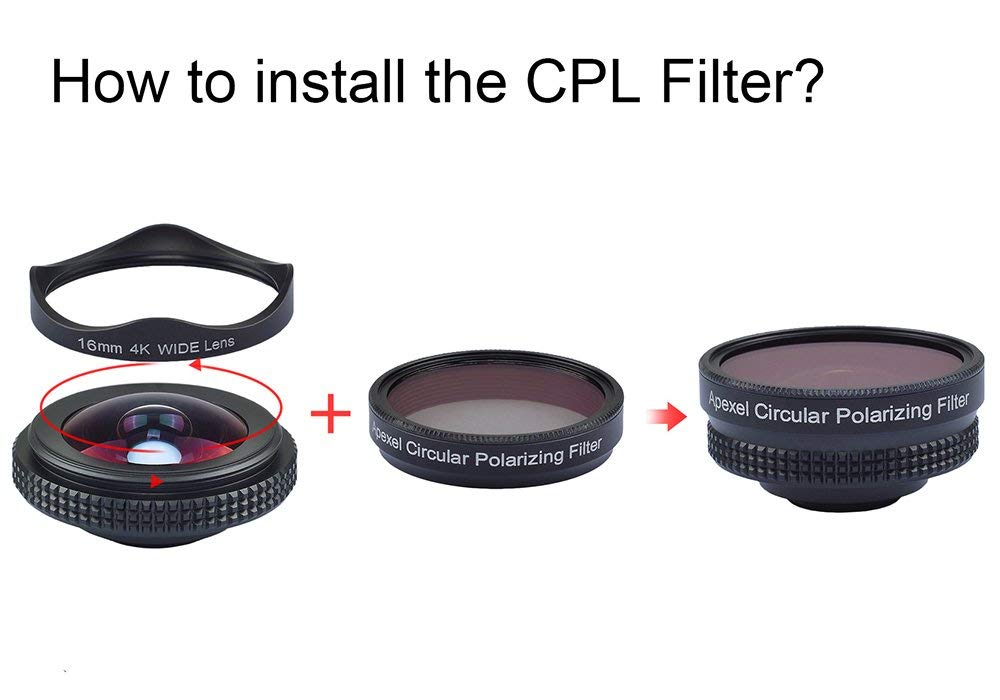 How to install the CPL Filter?
16mm 4K WIDE Lens
Apexel Circular Polarizing Filter
Apexel Circular Polarizing Filter